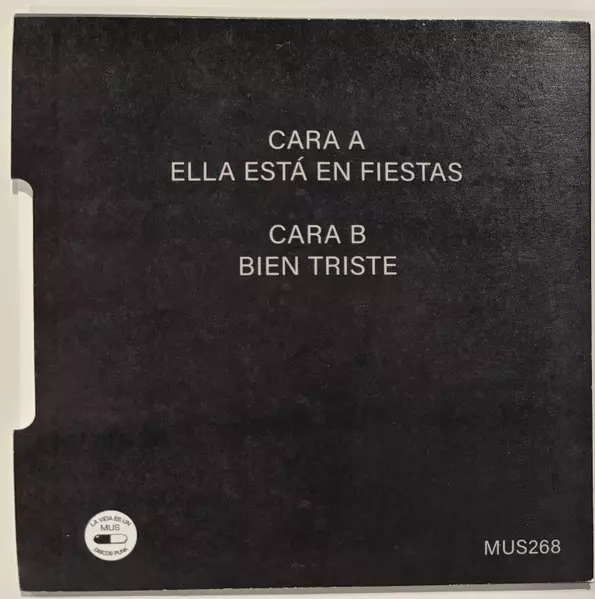 CARA A
ELLA ESTÁ EN FIESTAS
CARA B
BIEN TRISTE
LA VIDA ES UN
MUS
DISCOS PUNK
MUS268